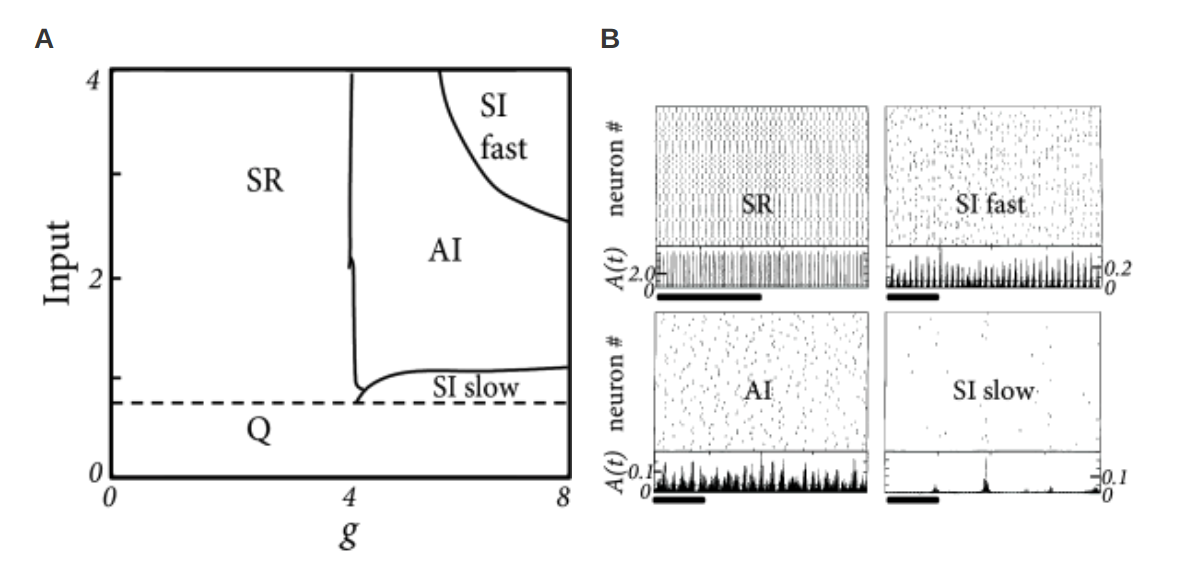 A
B
4
SI
fast
SR
Input
AI
2
SI slow
Q
0
0
4
8
g
neuron #
SR
SI fast
A(t)
2.0
0
0.2
0
neuron #
AI
SI slow
A(t)
0.1
0
0.1
0